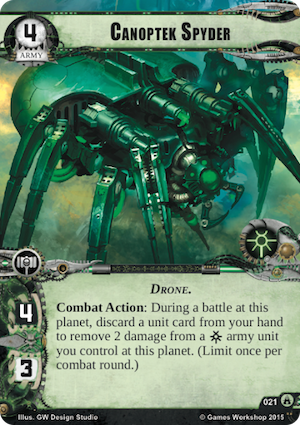 4
ARMY
CANOPTEK SPYDER
DRONE.
4
3
Combat Action: During a battle at this
planet, discard a unit card from your hand
to remove 2 damage from a army unit
you control at this planet. (Limit once per
combat round.)
021
Illus. GW Design Studio
© Games Workshop 2015